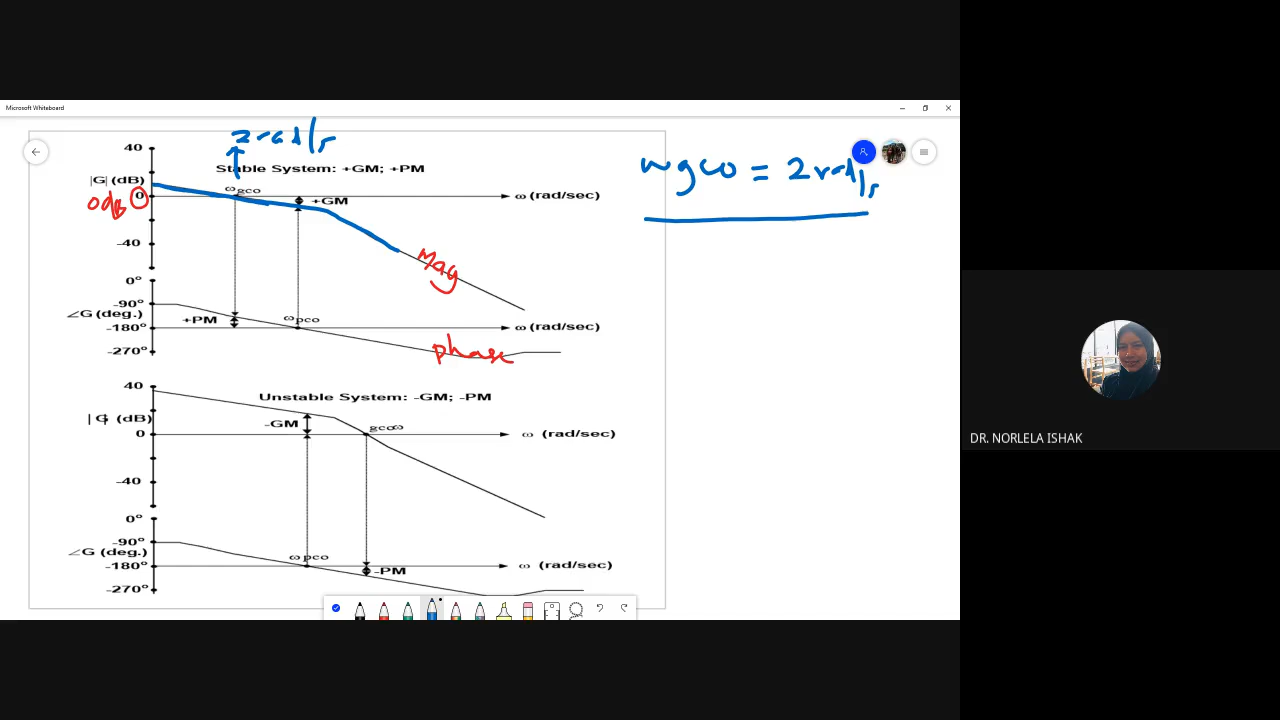 Microsoft Whiteboard
2 rad/s
40
Stable System: +GM; +PM
|G| (dB)
ωgco
0dB 0
ω (rad/sec)
+GM
-40
Mag
0°
-90°
∠G (deg.)
+PM
ωpco
-180°
ω (rad/sec)
-270°
phase
wgco = 2 rad/s
40
Unstable System: -GM; -PM
|G| (dB)
-GM
gcoω
0
ω (rad/sec)
-40
0°
-90°
∠G (deg.)
ωpco
-180°
ω (rad/sec)
-PM
-270°
DR. NORLELA ISHAK